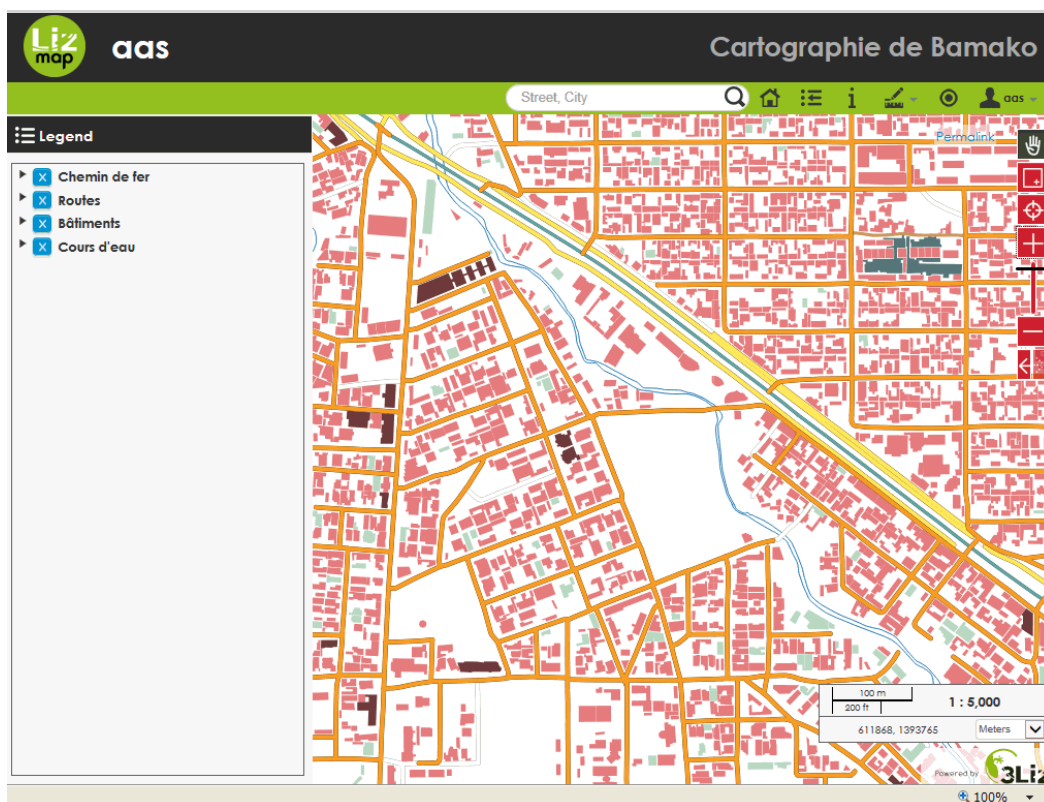 Liz
map
aas
Cartographie de Bamako
Street, City
aas
Legend
Permalink
x Chemin de fer
x Routes
x Bâtiments
x Cours d'eau
100 m
200 ft
1 : 5,000
611868, 1393765
Meters
Powered by
3Liz
100%